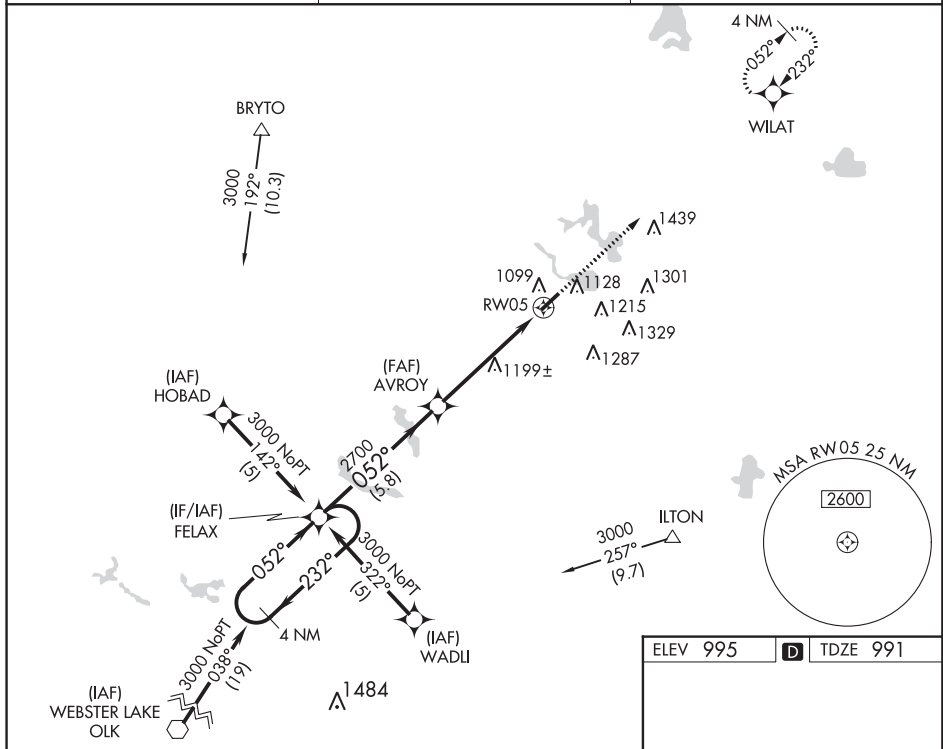 4 NM
052°
232°
WILAT
BRYTO
3000
192°
(10.3)
1439
1099
1128
1301
RW05
1215
1329
1287
1199±
(FAF)
AVROY
(IAF)
HOBAD
3000 NoPT
142°
(5)
2700
052°
(5.8)
MSA RW05 25 NM
2600
(IF/IAF)
FELAX
ILTON
3000
257°
(9.7)
052°
232°
3000 NoPT
322°
(5)
4 NM
(IAF)
WADLI
3000 NoPT
038°
(19)
(IAF)
WEBSTER LAKE
OLK
1484
ELEV 995 D TDZE 991